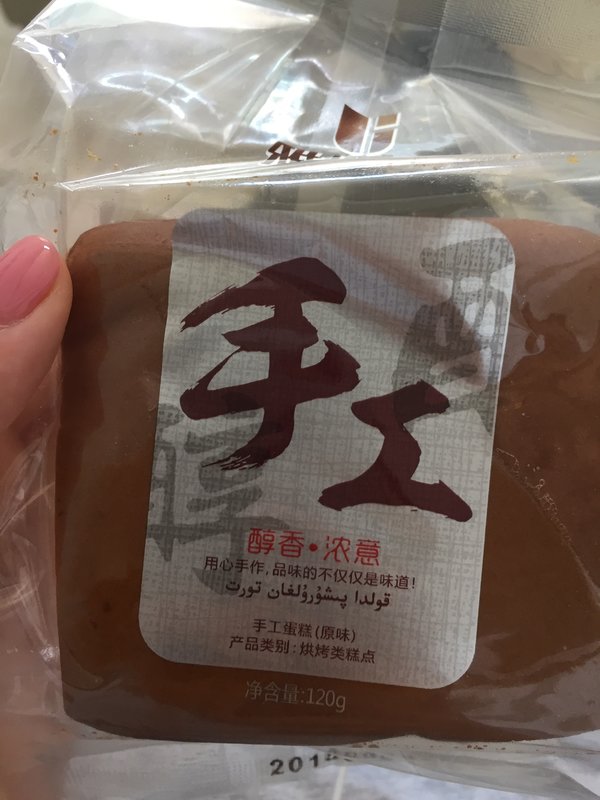 手工
醇香·浓意
用心手作,品味的不仅仅是味道!
قولدا پىشۇرۇلغان تورت
手工蛋糕(原味)
产品类别:烘烤类糕点
净含量:120g